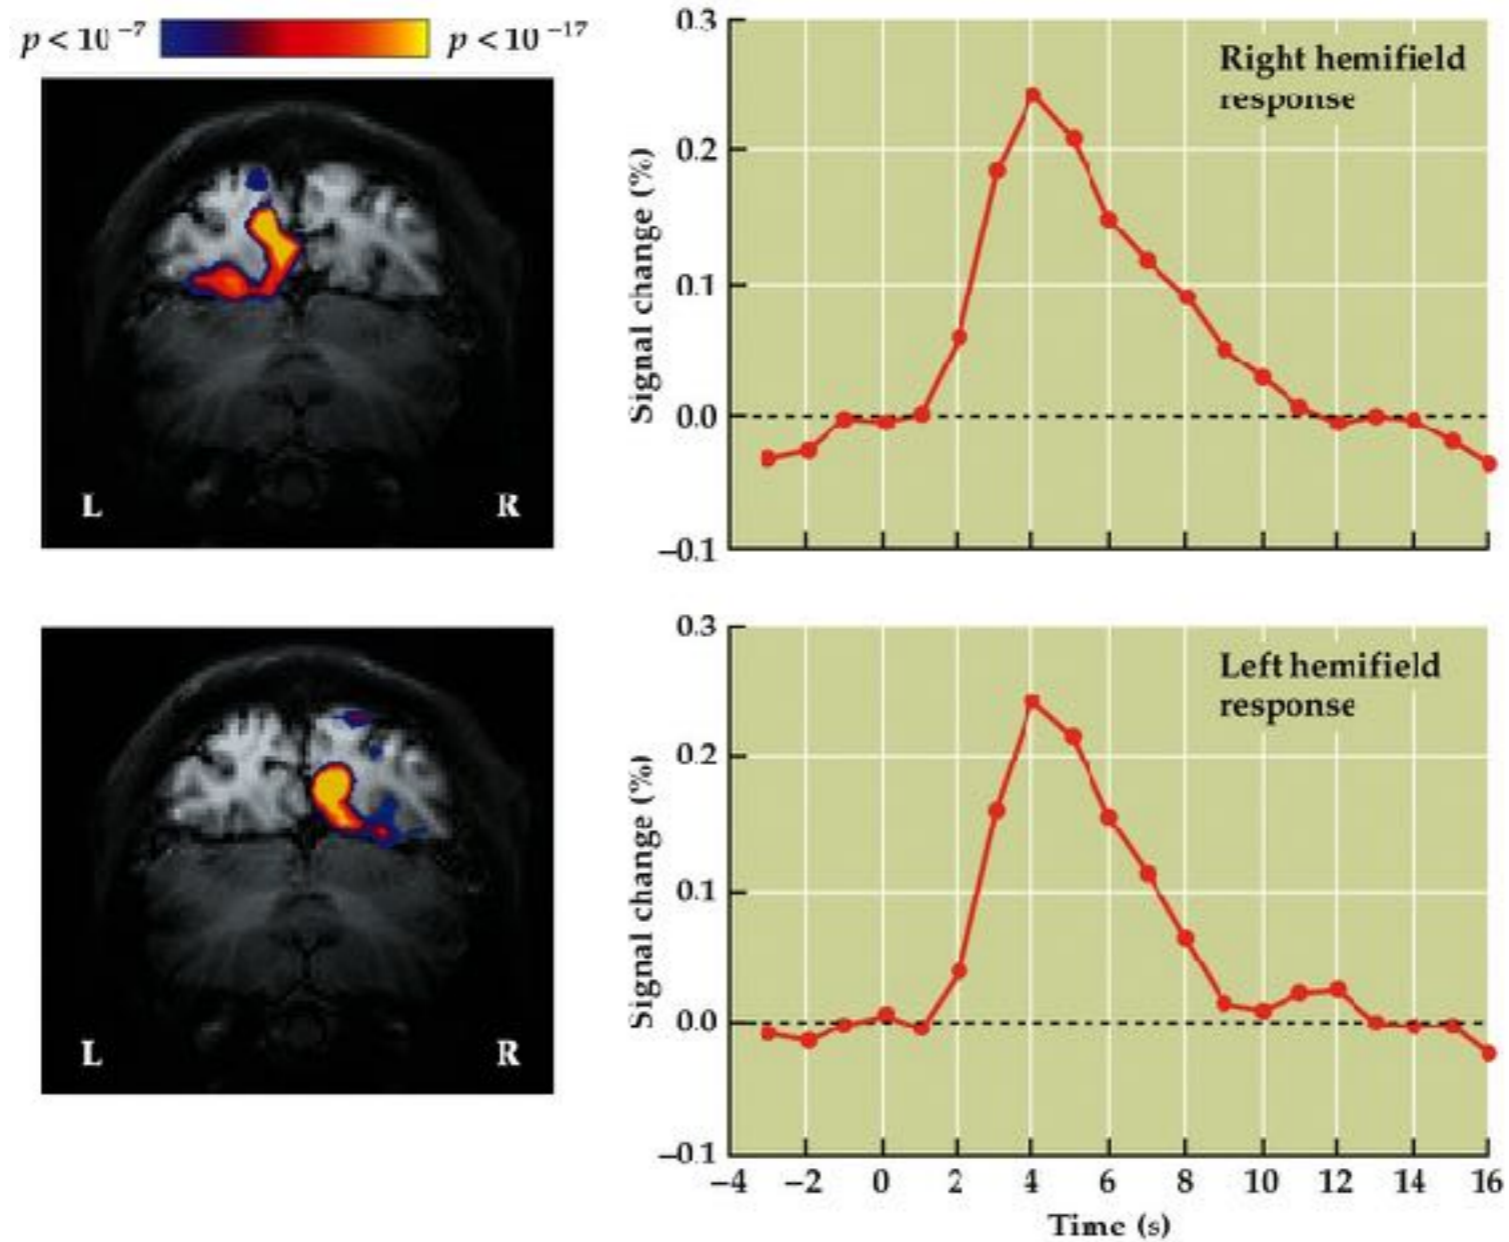 p < 10 −7
p < 10 −17
L R
0.3
0.2
0.1
0.0
−0.1
Signal change (%)
Right hemifield
response
L R
0.3
0.2
0.1
0.0
−0.1
Signal change (%)
Left hemifield
response
−4 −2 0 2 4 6 8 10 12 14 16
Time (s)